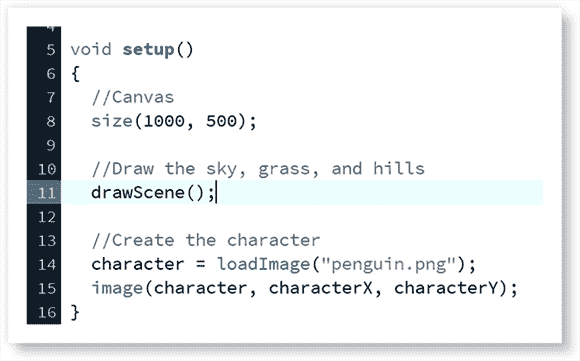 4
5 void setup()
6 {
7 //Canvas
8 size(1000, 500);
9
10 //Draw the sky, grass, and hills
11 drawScene();
12
13 //Create the character
14 character = loadImage("penguin.png");
15 image(character, characterX, characterY);
16 }